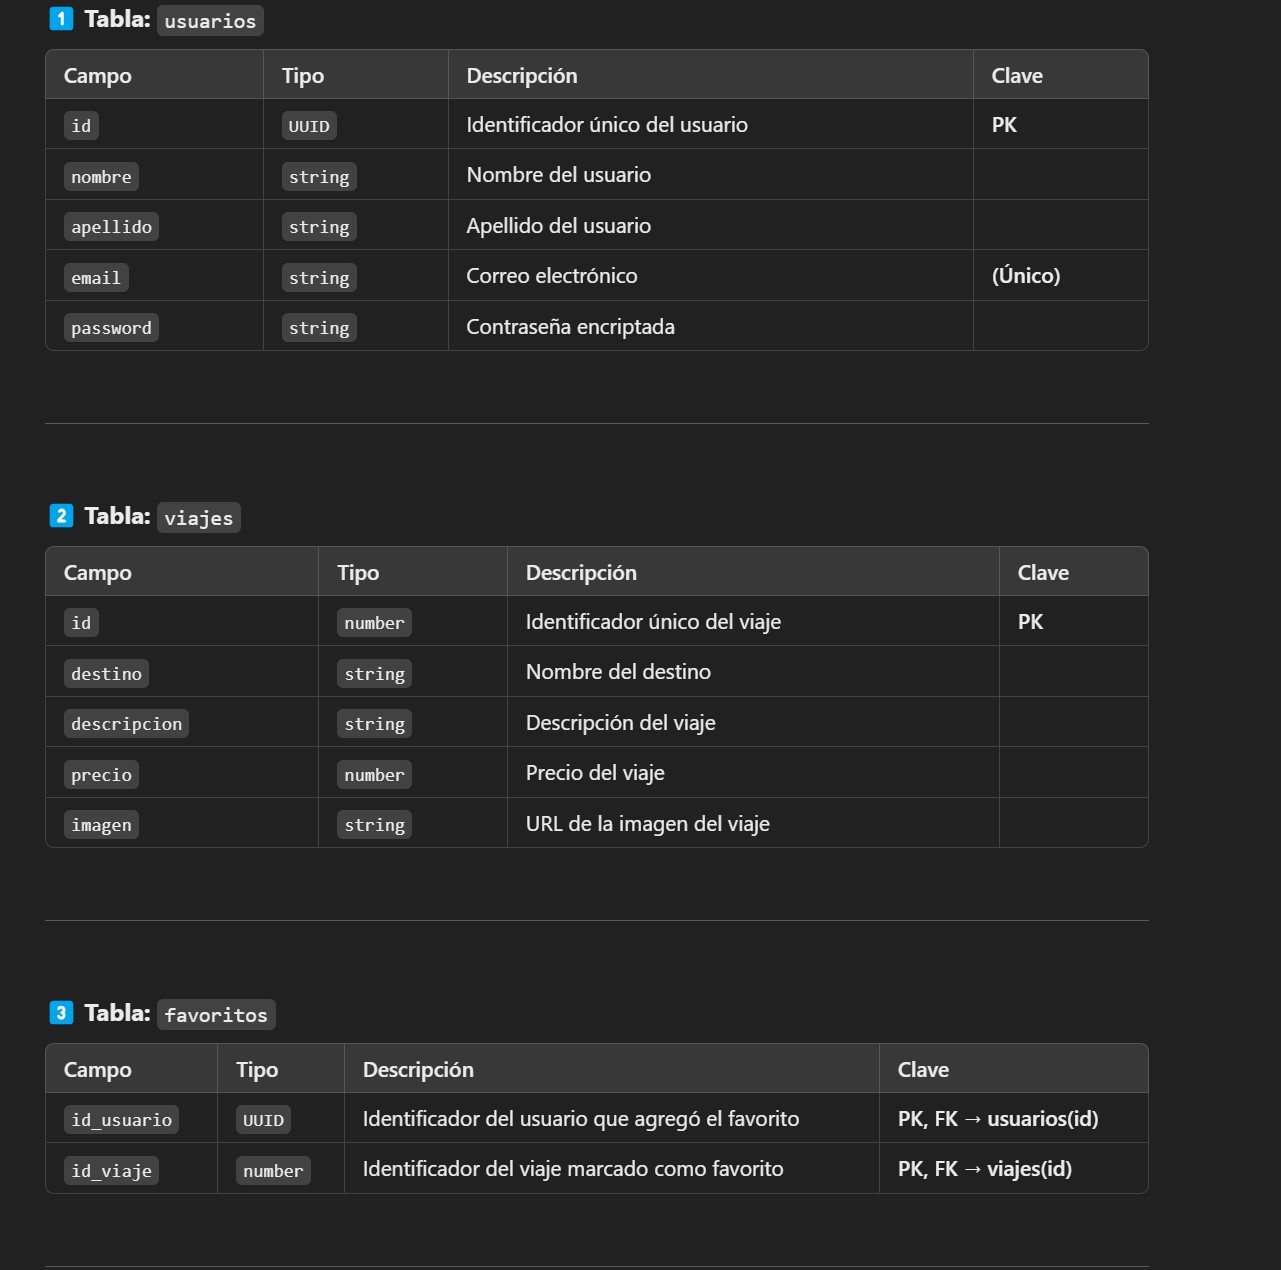 1 Tabla: usuarios
Campo Tipo Descripción Clave
id UUID Identificador único del usuario PK
nombre string Nombre del usuario
apellido string Apellido del usuario
email string Correo electrónico (Único)
password string Contraseña encriptada
2 Tabla: viajes
Campo Tipo Descripción Clave
id number Identificador único del viaje PK
destino string Nombre del destino
descripcion string Descripción del viaje
precio number Precio del viaje
imagen string URL de la imagen del viaje
3 Tabla: favoritos
Campo Tipo Descripción Clave
id_usuario UUID Identificador del usuario que agregó el favorito PK, FK → usuarios(id)
id_viaje number Identificador del viaje marcado como favorito PK, FK → viajes(id)